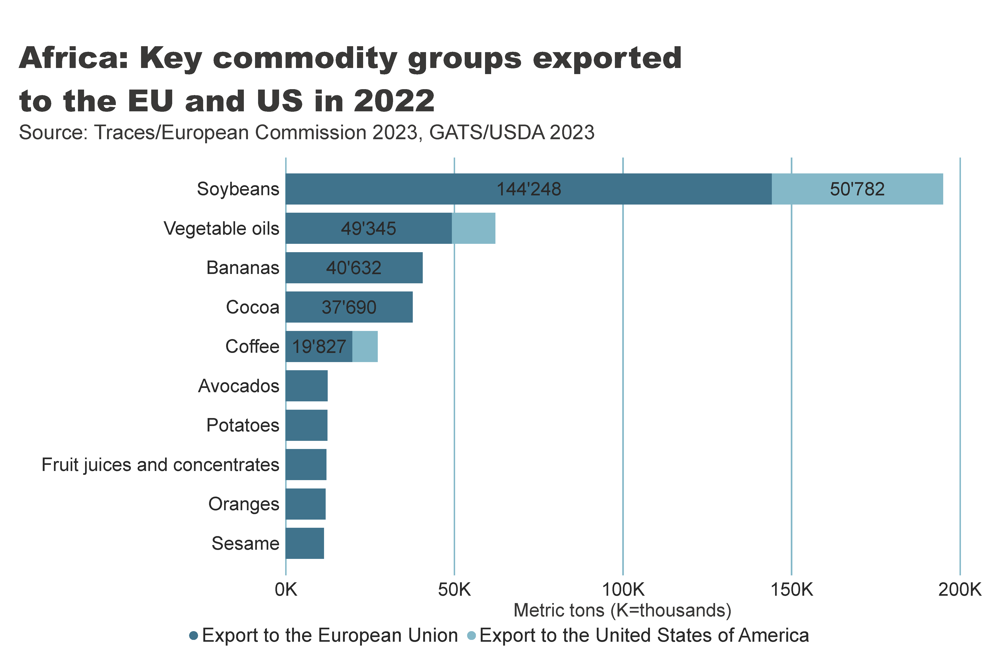 Africa: Key commodity groups exported
to the EU and US in 2022
Source: Traces/European Commission 2023, GATS/USDA 2023
Soybeans 144'248 50'782
Vegetable oils 49'345
Bananas 40'632
Cocoa 37'690
Coffee 19'827
Avocados
Potatoes
Fruit juices and concentrates
Oranges
Sesame
0K 50K 100K 150K 200K
Metric tons (K=thousands)
Export to the European Union Export to the United States of America